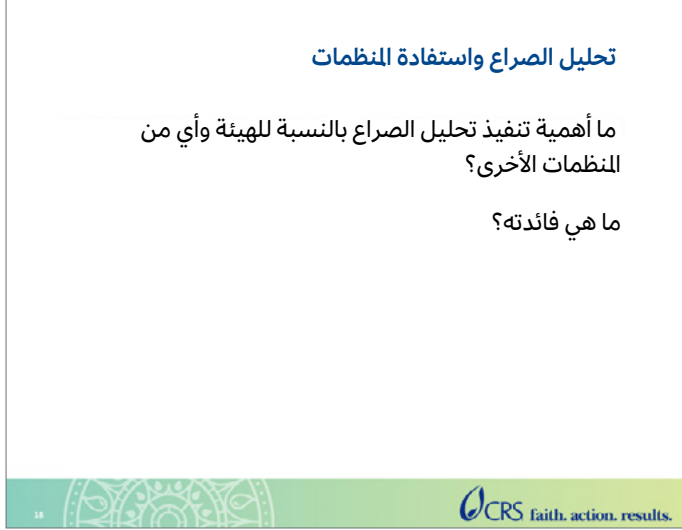 تحليل الصراع واستفادة المنظمات
ما أهمية تنفيذ تحليل الصراع بالنسبة للهيئة وأي من
المنظمات الأخرى؟
ما هي فائدته؟
18
CRS faith. action. results.